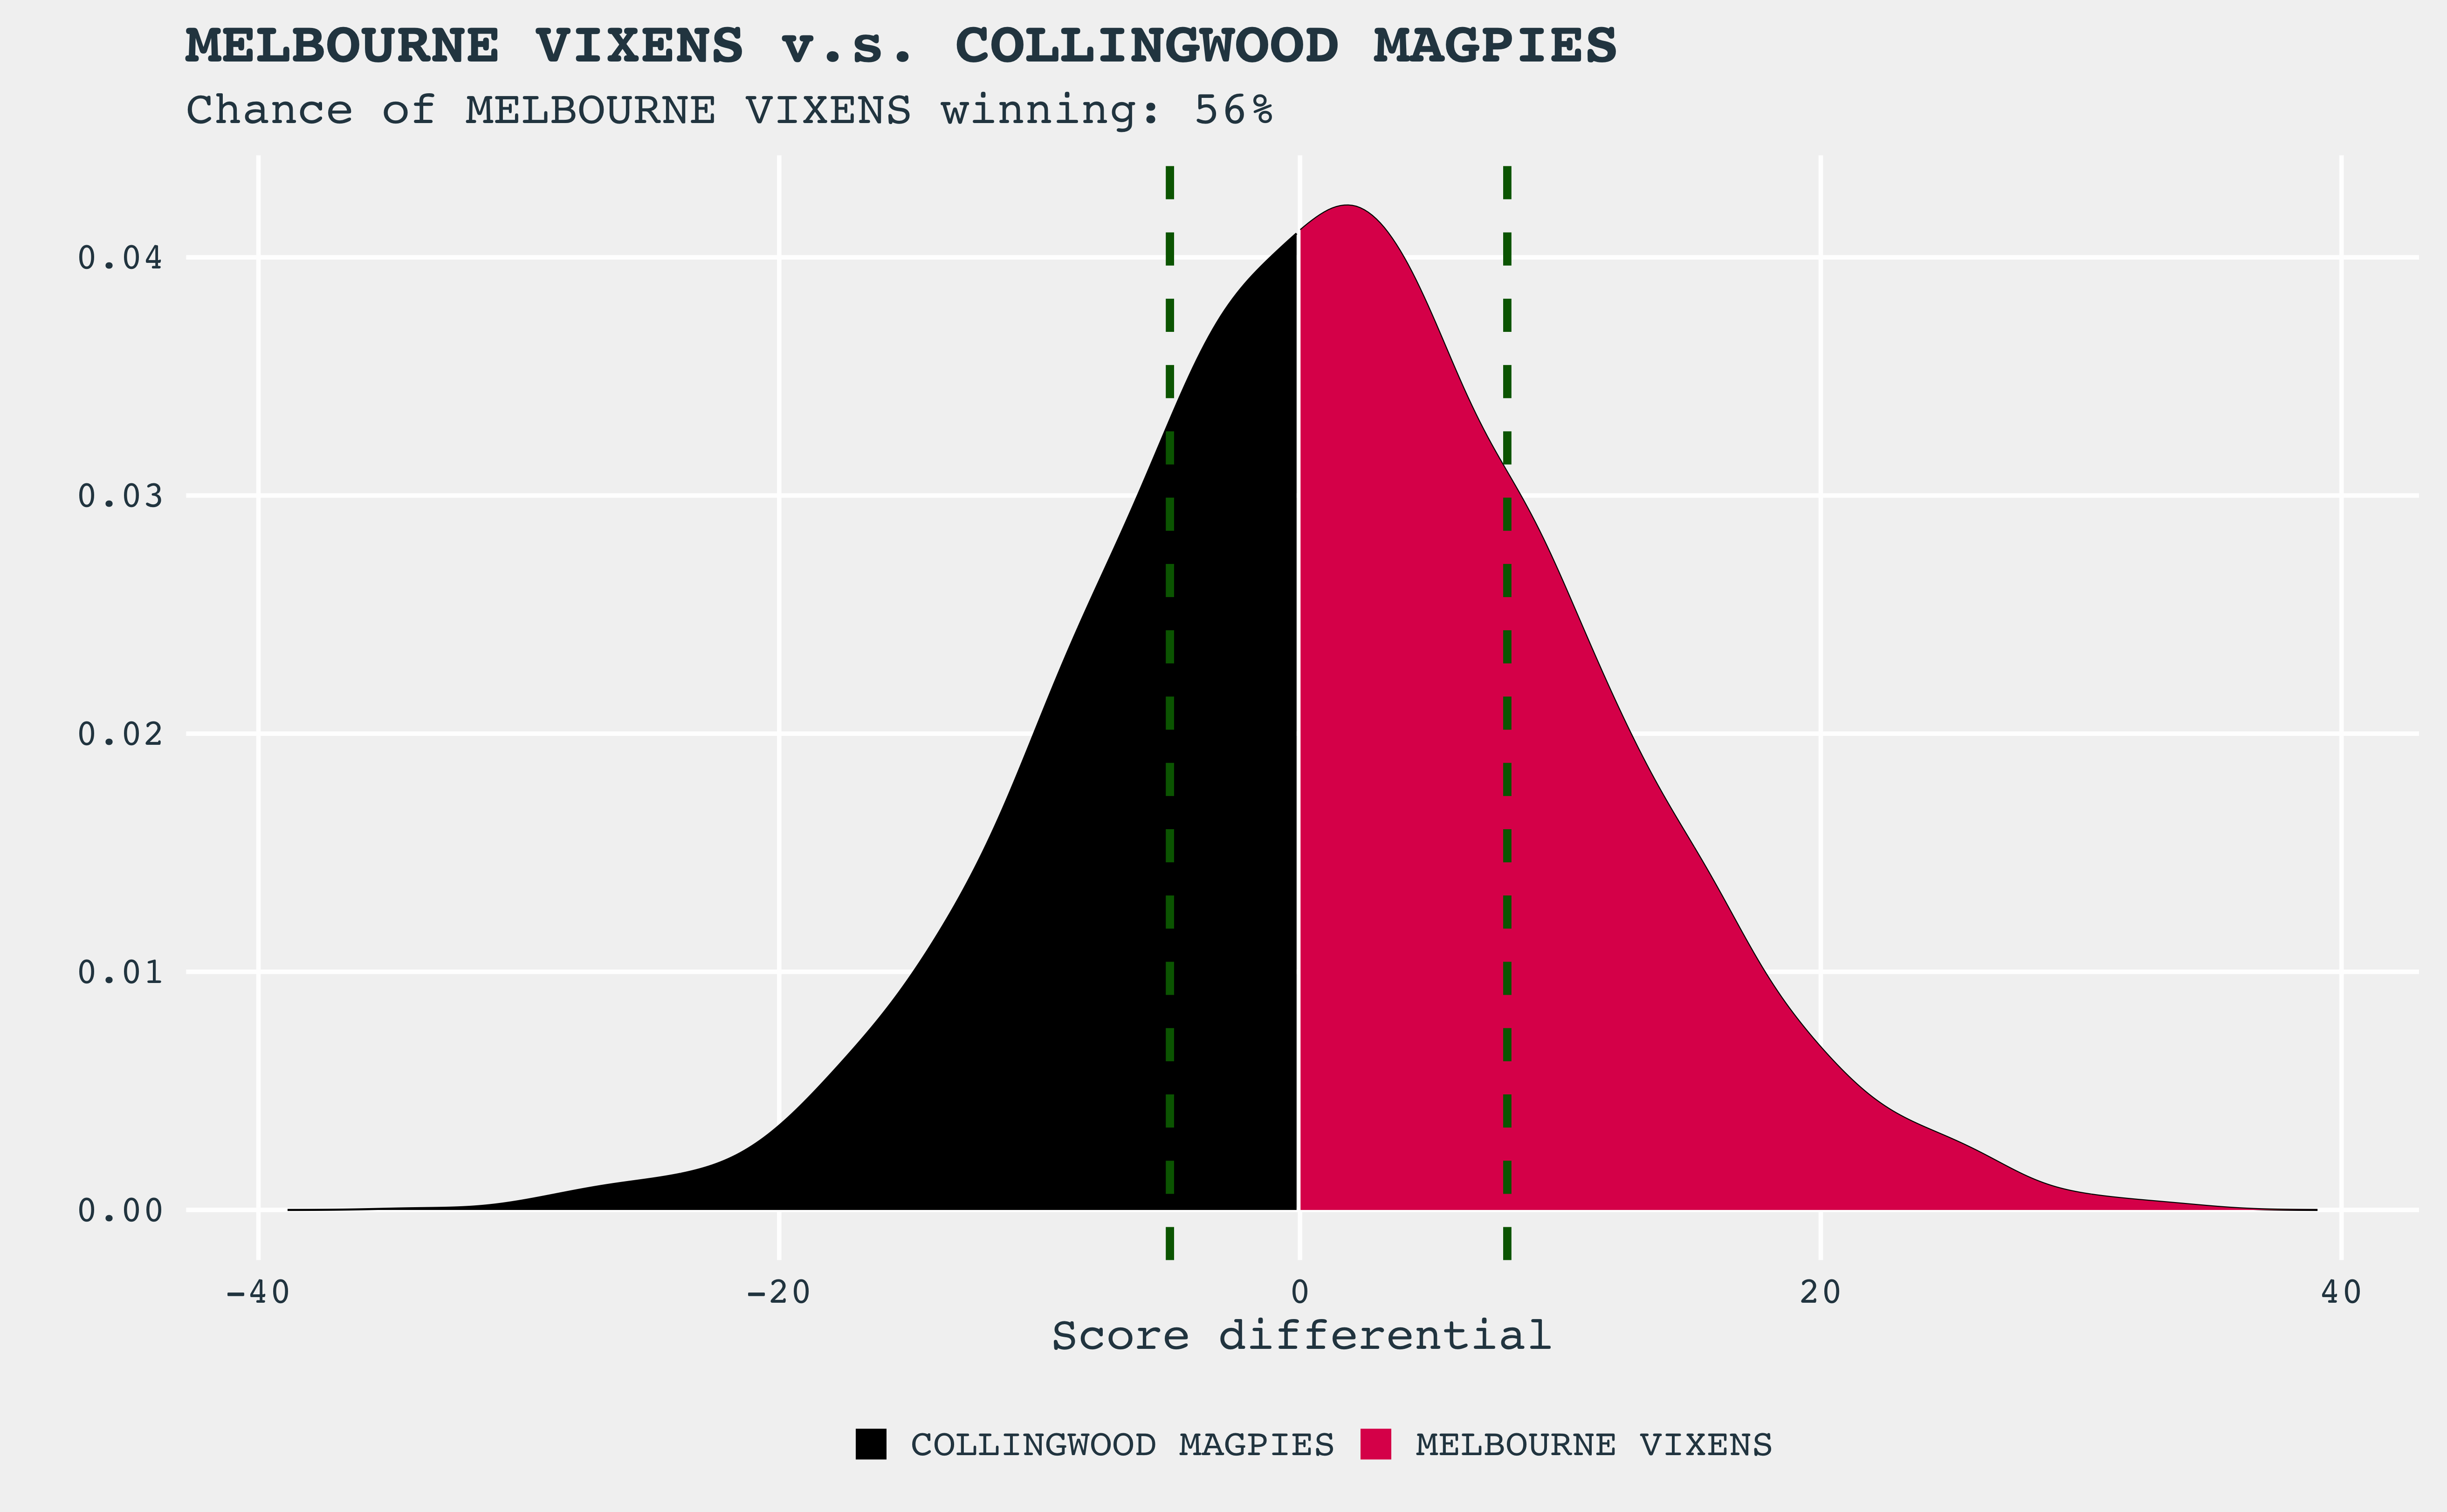 MELBOURNE VIXENS v.s. COLLINGWOOD MAGPIES
Chance of MELBOURNE VIXENS winning: 56%
0.04
0.03
0.02
0.01
0.00
-40 -20 0 20 40
Score differential
COLLINGWOOD MAGPIES MELBOURNE VIXENS